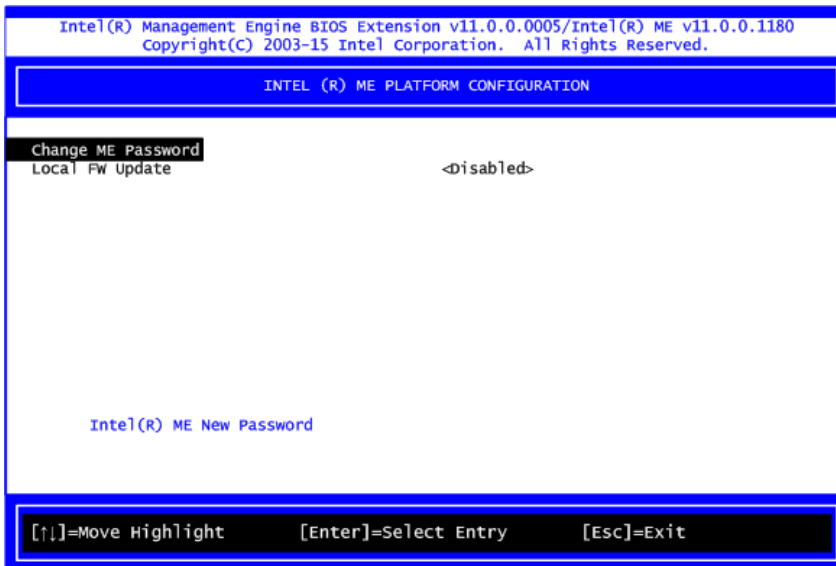 Intel(R) Management Engine BIOS Extension v11.0.0.0005/Intel(R) ME v11.0.0.1180
Copyright(C) 2003-15 Intel Corporation. All Rights Reserved.
INTEL (R) ME PLATFORM CONFIGURATION
Change ME Password
Local FW Update <Disabled>
Intel(R) ME New Password
[↑↓]=Move Highlight [Enter]=Select Entry [Esc]=Exit